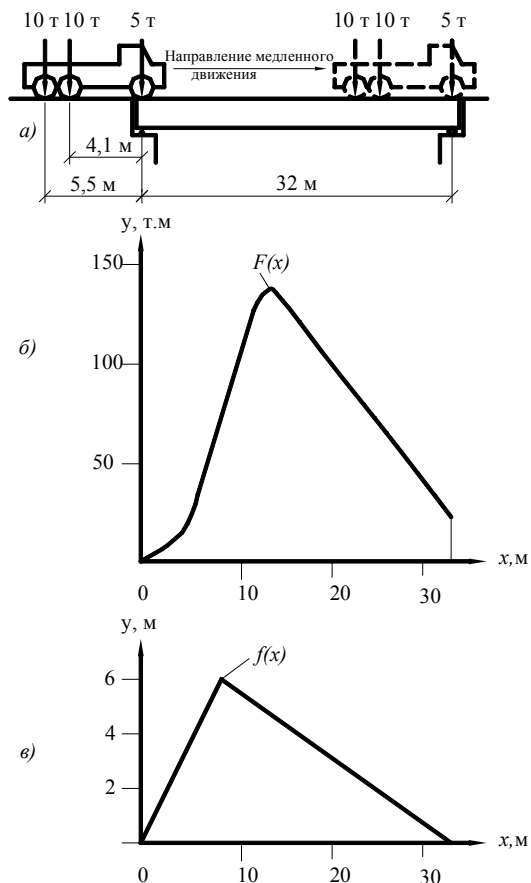 10 т 10 т 5 т 10 т 10 т 5 т
Направление медленного
движения
а)
4,1 м
5,5 м 32 м
y, т.м
150
F(x)
б)
100
50
x,м
0 10 20 30
y, м
f(x)
6
4
в)
2
x,м
0 10 20 30